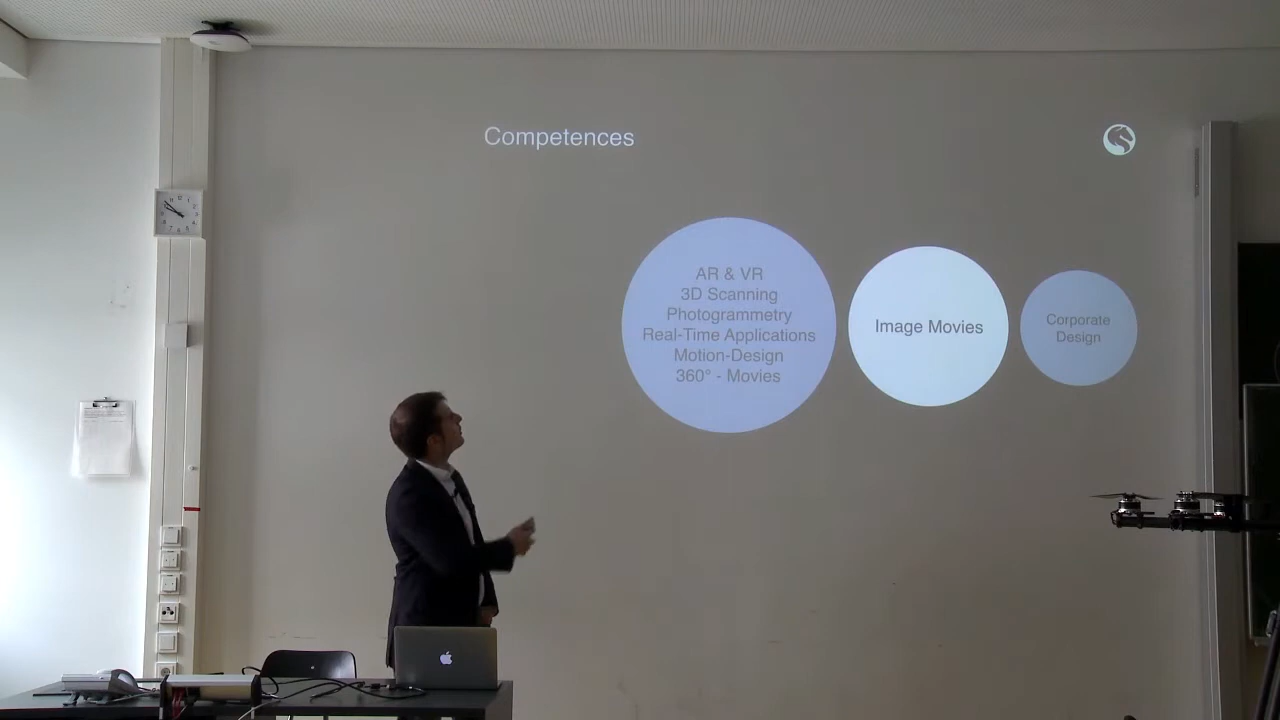 Competences
AR & VR
3D Scanning
Photogrammetry
Real-Time Applications
Motion-Design
360° - Movies
Image Movies
Corporate
Design